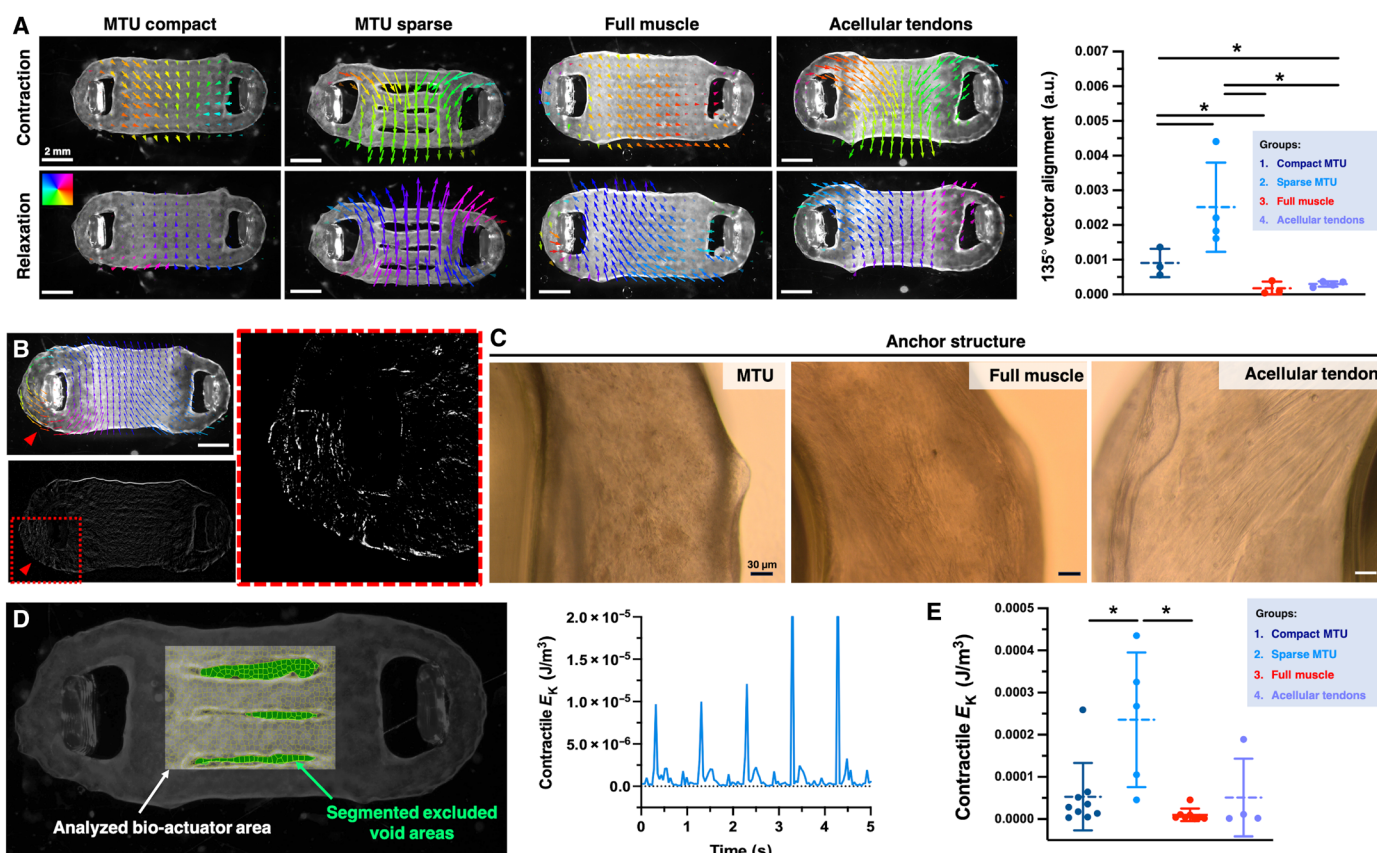 A
MTU compact
MTU sparse
Full muscle
Acellular tendons
Contraction
2 mm
Relaxation
135° vector alignment (a.u.)
0.007
0.006
0.005
0.004
0.003
0.002
0.001
0.000
*
*
*
Groups:
1. Compact MTU
2. Sparse MTU
3. Full muscle
4. Acellular tendons
B
C
Anchor structure
MTU
Full muscle
Acellular tendon
30 µm
D
Analyzed bio-actuator area
Segmented excluded
void areas
Contractile EK (J/m³)
2.0 × 10⁻⁵
1.5 × 10⁻⁵
1.0 × 10⁻⁵
5.0 × 10⁻⁶
0.0
0 1 2 3 4 5
Time (s)
E
Contractile EK (J/m³)
0.0005
0.0004
0.0003
0.0002
0.0001
0.0000
* *
Groups:
1. Compact MTU
2. Sparse MTU
3. Full muscle
4. Acellular tendons